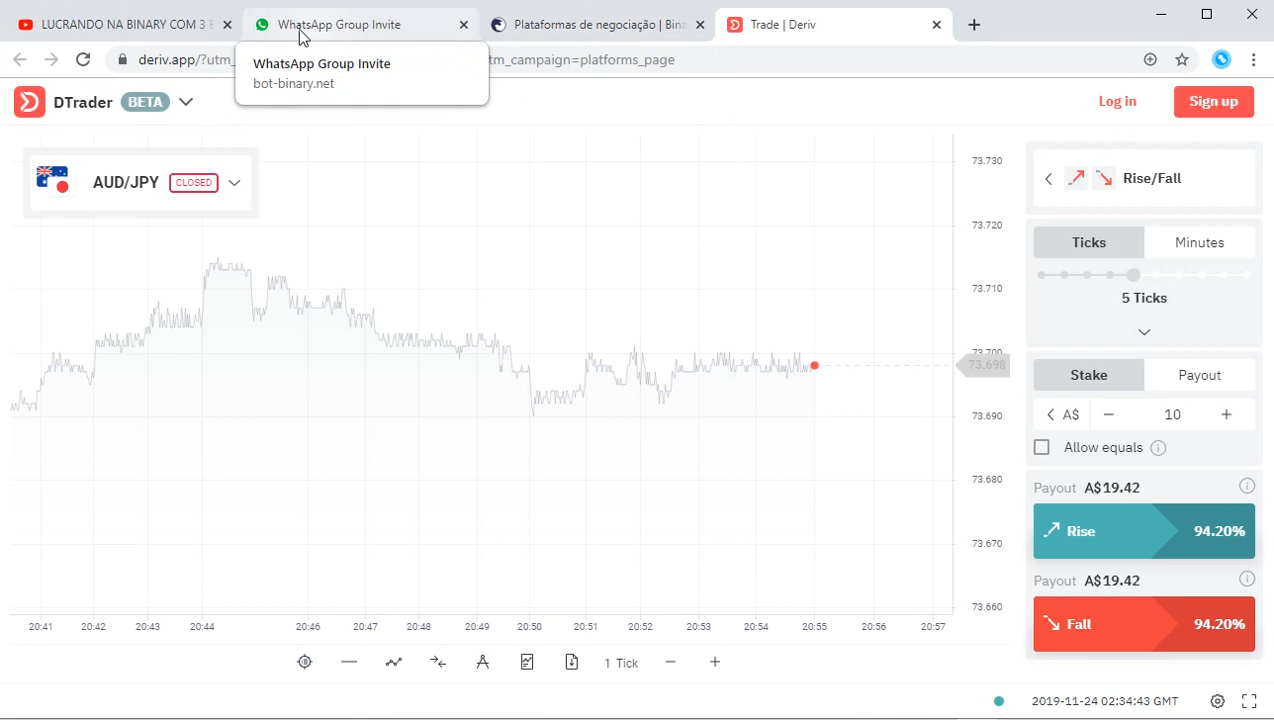 LUCRANDO NA BINARY COM 3 B
WhatsApp Group Invite
Plataformas de negociação | Bina
Trade | Deriv
deriv.app/?utm_
tm_campaign=platforms_page
WhatsApp Group Invite
bot-binary.net
DTrader BETA
Log in
Sign up
AUD/JPY CLOSED
Rise/Fall
Ticks Minutes
5 Ticks
Stake Payout
A$ − 10 +
Allow equals
Payout A$19.42
Rise 94.20%
Payout A$19.42
Fall 94.20%
73.730
73.720
73.710
73.700
73.698
73.690
73.680
73.670
73.660
20:41 20:42 20:43 20:44 20:46 20:47 20:48 20:49 20:50 20:51 20:52 20:53 20:54 20:55 20:56 20:57
1 Tick − +
2019-11-24 02:34:43 GMT